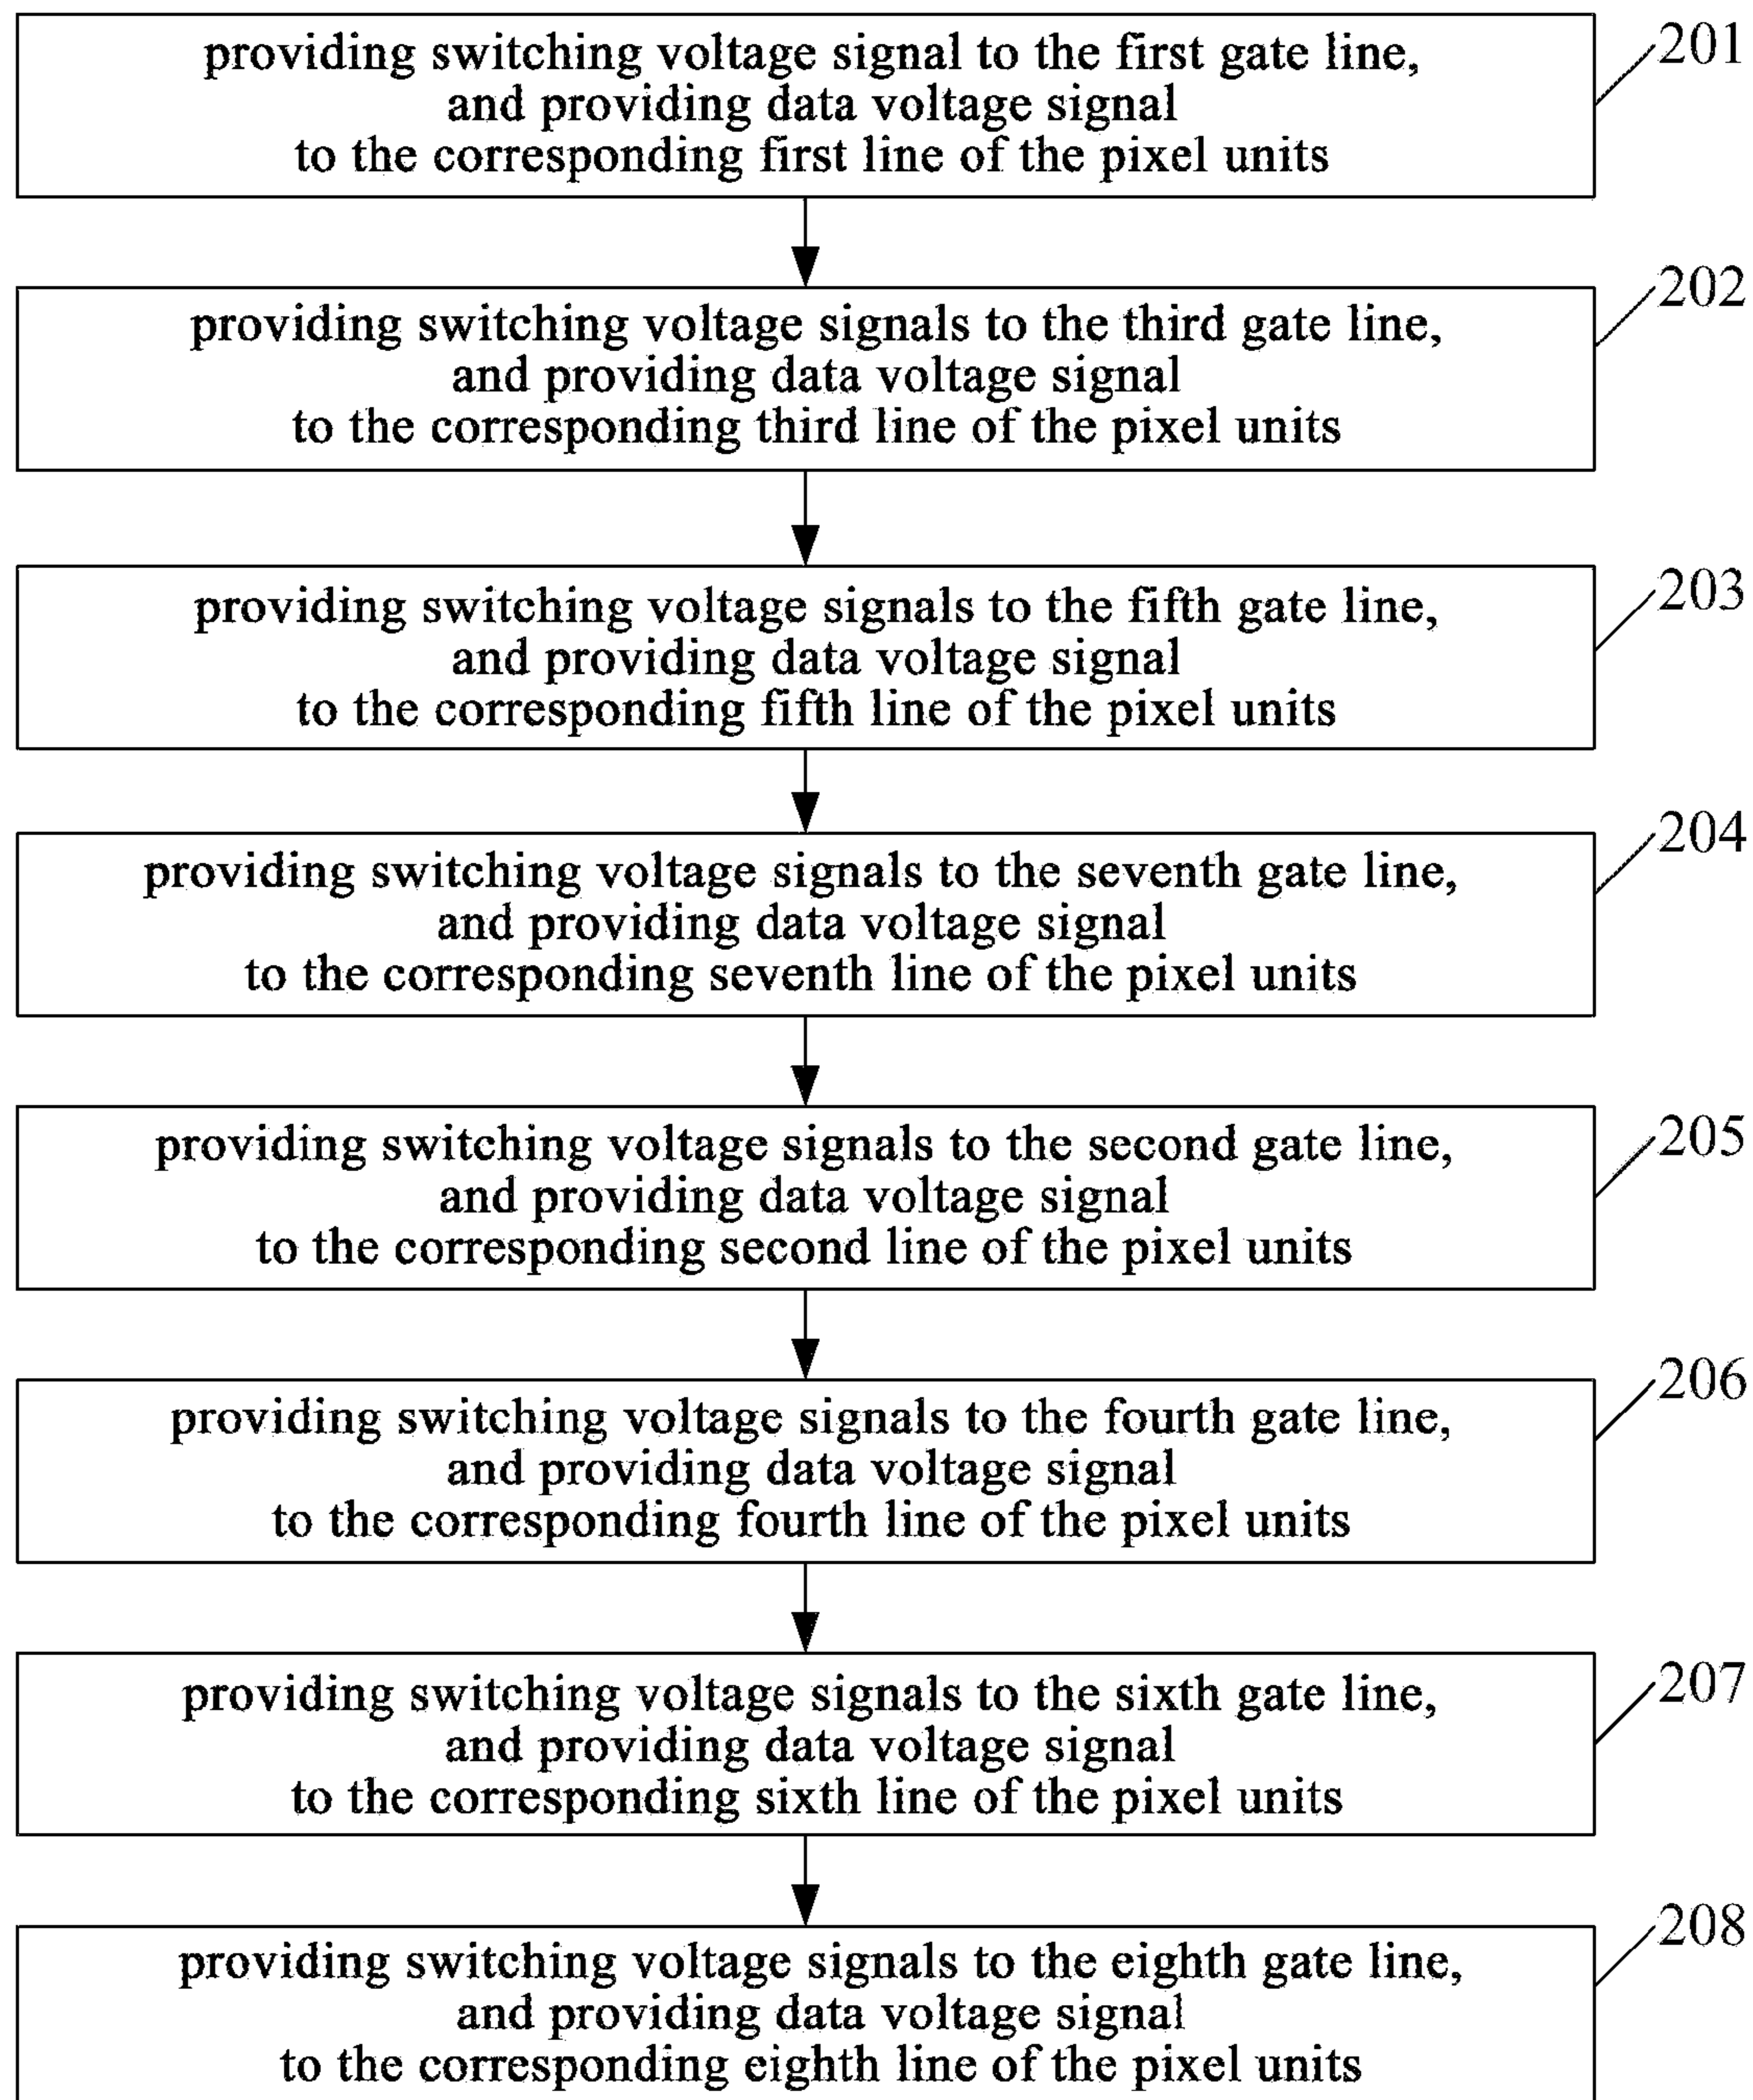 providing switching voltage signal to the first gate line,
and providing data voltage signal
to the corresponding first line of the pixel units
201
providing switching voltage signals to the third gate line,
and providing data voltage signal
to the corresponding third line of the pixel units
202
providing switching voltage signals to the fifth gate line,
and providing data voltage signal
to the corresponding fifth line of the pixel units
203
providing switching voltage signals to the seventh gate line,
and providing data voltage signal
to the corresponding seventh line of the pixel units
204
providing switching voltage signals to the second gate line,
and providing data voltage signal
to the corresponding second line of the pixel units
205
providing switching voltage signals to the fourth gate line,
and providing data voltage signal
to the corresponding fourth line of the pixel units
206
providing switching voltage signals to the sixth gate line,
and providing data voltage signal
to the corresponding sixth line of the pixel units
207
providing switching voltage signals to the eighth gate line,
and providing data voltage signal
to the corresponding eighth line of the pixel units
208